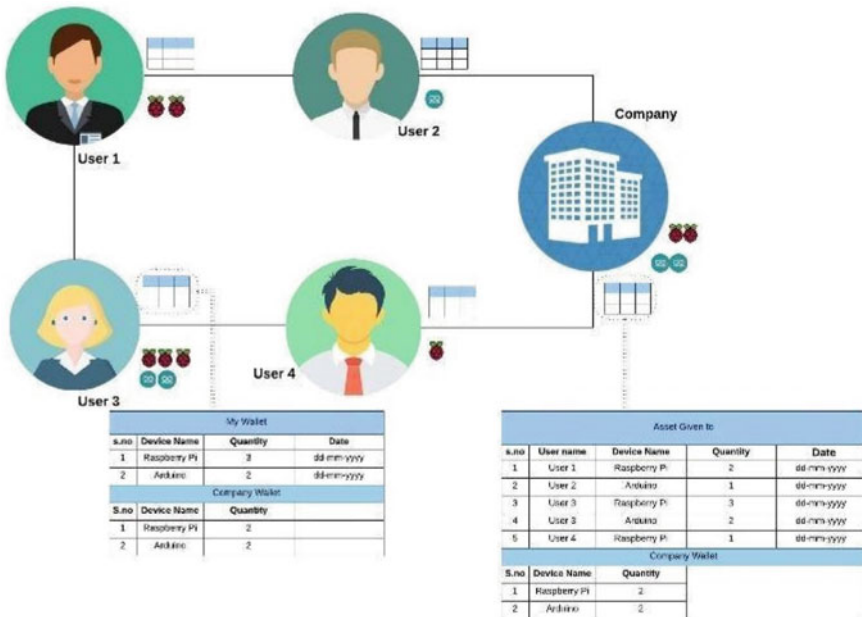 User 1
User 2
Company
User 3
User 4
My Wallet
s.no Device Name Quantity Date
1 Raspberry Pi 3 dd-mm-yyyy
2 Arduino 2 dd-mm-yyyy
Company Wallet
S.no Device Name Quantity
1 Raspberry Pi 2
2 Arduino 2
Asset Given to
s.no User name Device Name Quantity Date
1 User 1 Raspberry Pi 2 dd-mm-yyyy
2 User 2 Arduino 1 dd-mm-yyyy
3 User 3 Raspberry Pi 3 dd-mm-yyyy
4 User 3 Arduino 2 dd-mm-yyyy
5 User 4 Raspberry Pi 1 dd-mm-yyyy
Company Wallet
S.no Device Name Quantity
1 Raspberry Pi 2
2 Arduino 2